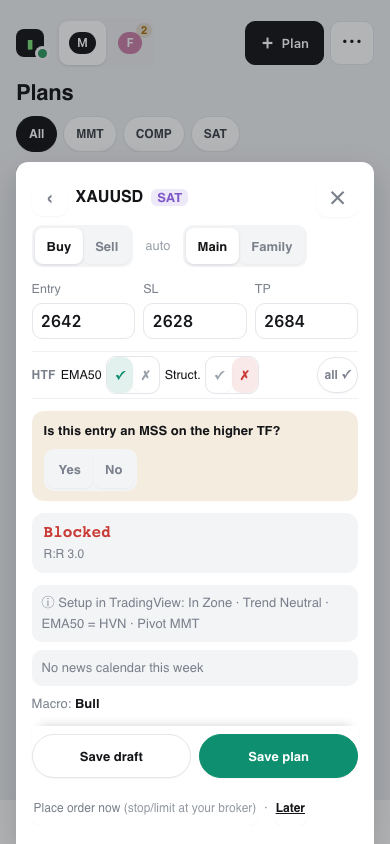 M F 2 + Plan ...
Plans
All MMT COMP SAT
‹ XAUUSD SAT ×
Buy Sell auto Main Family
Entry SL TP
2642 2628 2684
HTF EMA50 ✓ ✗ Struct. ✓ ✗ all ✓
Is this entry an MSS on the higher TF?
Yes No
Blocked
R:R 3.0
ⓘ Setup in TradingView: In Zone · Trend Neutral ·
EMA50 = HVN · Pivot MMT
No news calendar this week
Macro: Bull
Save draft Save plan
Place order now (stop/limit at your broker) · Later